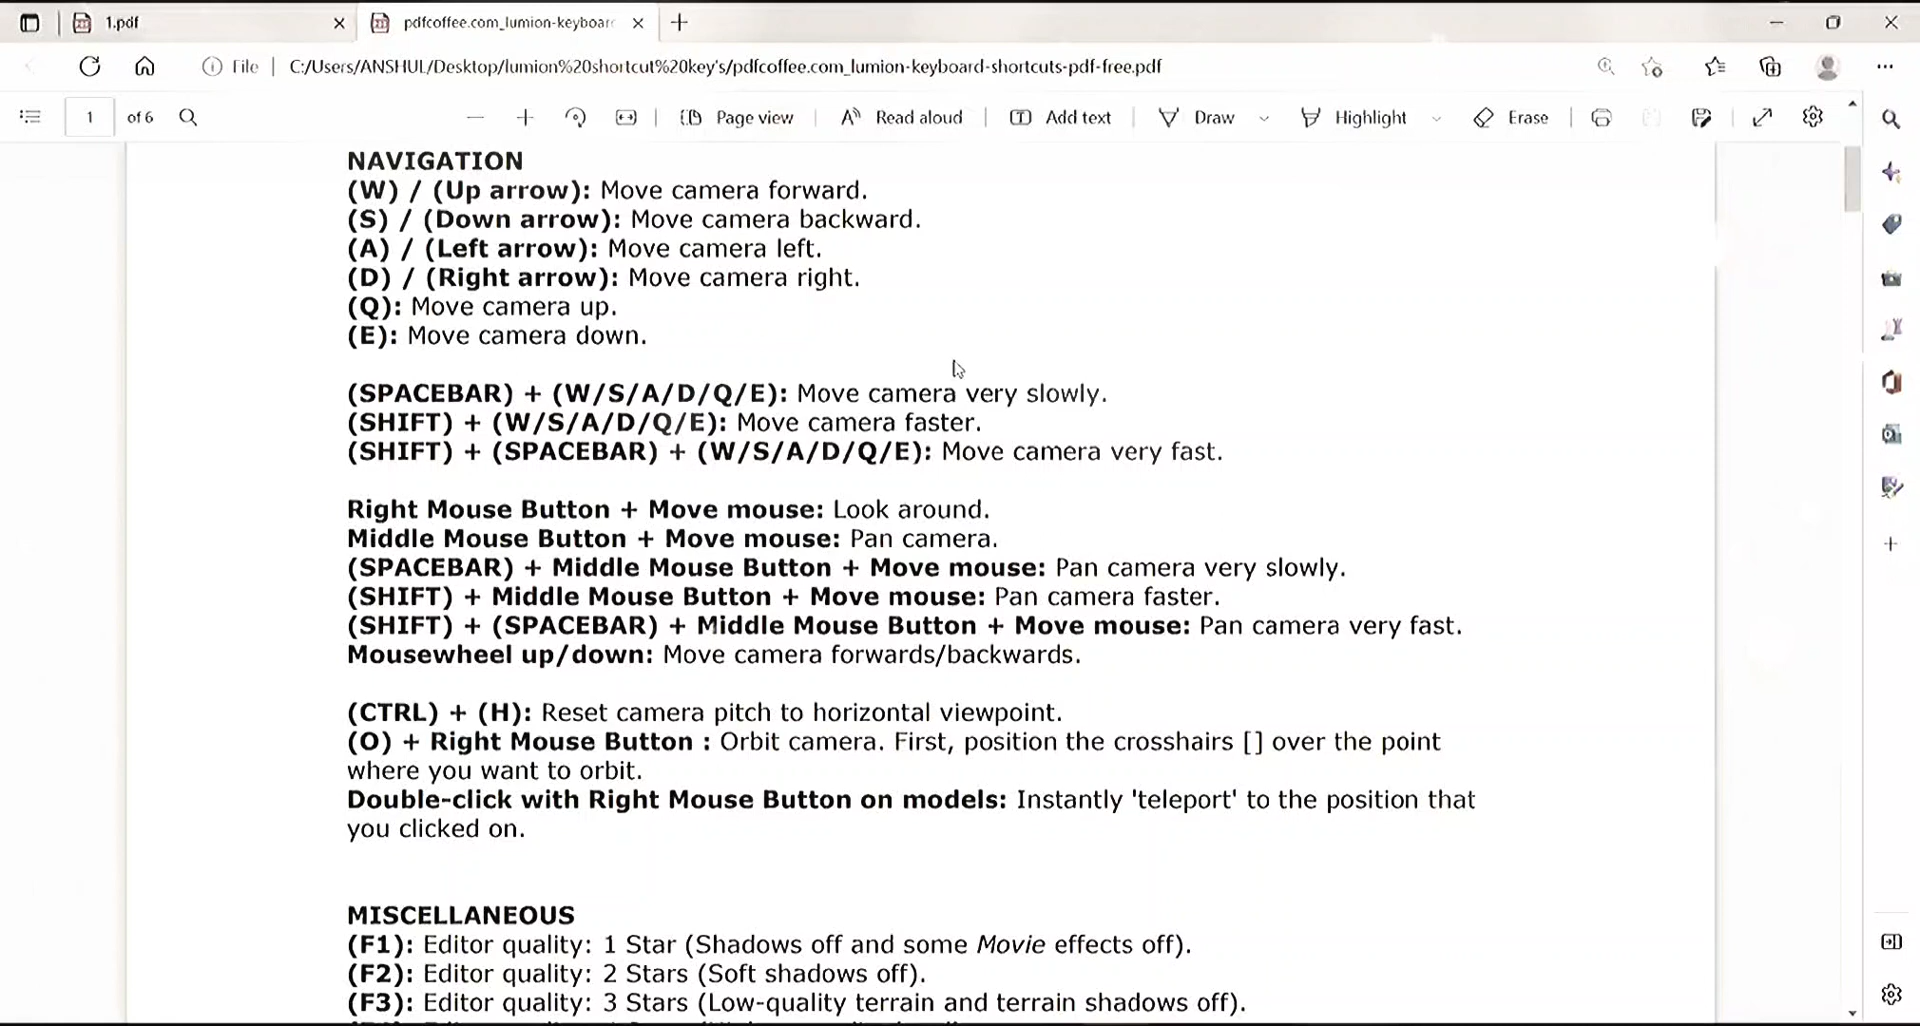 1.pdf
pdfcoffee.com_lumion-keyboar
File
C:/Users/ANSHUL/Desktop/lumion%20shortcut%20key's/pdfcoffee.com_lumion-keyboard-shortcuts-pdf-free.pdf
1 of 6
Page view
Read aloud
Add text
Draw
Highlight
Erase
NAVIGATION
(W) / (Up arrow): Move camera forward.
(S) / (Down arrow): Move camera backward.
(A) / (Left arrow): Move camera left.
(D) / (Right arrow): Move camera right.
(Q): Move camera up.
(E): Move camera down.
(SPACEBAR) + (W/S/A/D/Q/E): Move camera very slowly.
(SHIFT) + (W/S/A/D/Q/E): Move camera faster.
(SHIFT) + (SPACEBAR) + (W/S/A/D/Q/E): Move camera very fast.
Right Mouse Button + Move mouse: Look around.
Middle Mouse Button + Move mouse: Pan camera.
(SPACEBAR) + Middle Mouse Button + Move mouse: Pan camera very slowly.
(SHIFT) + Middle Mouse Button + Move mouse: Pan camera faster.
(SHIFT) + (SPACEBAR) + Middle Mouse Button + Move mouse: Pan camera very fast.
Mousewheel up/down: Move camera forwards/backwards.
(CTRL) + (H): Reset camera pitch to horizontal viewpoint.
(O) + Right Mouse Button : Orbit camera. First, position the crosshairs [] over the point
where you want to orbit.
Double-click with Right Mouse Button on models: Instantly 'teleport' to the position that
you clicked on.
MISCELLANEOUS
(F1): Editor quality: 1 Star (Shadows off and some Movie effects off).
(F2): Editor quality: 2 Stars (Soft shadows off).
(F3): Editor quality: 3 Stars (Low-quality terrain and terrain shadows off).